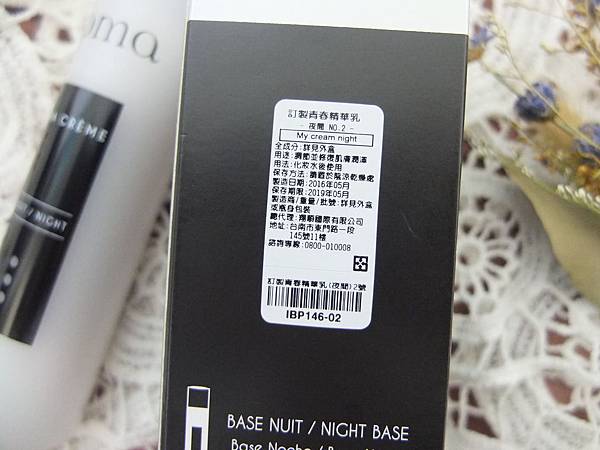 oma
CRÈME
/ NIGHT
訂製青春精華乳
- 夜間 NO.2 -
My cream night
全成分:詳見外盒
用途:調節並修復肌膚潤澤
用法:化妝水後使用
保存方法:請置於陰涼乾燥處
製造日期:2016年05月
保存期限:2019年05月
製造商/重量/批號:詳見外盒
或瓶身包裝
總代理:翔順國際有限公司
地址:台南市東門路一段
145號11樓
諮詢專線:0800-010008
訂製青春精華乳(夜間)2號
IBP146-02
BASE NUIT / NIGHT BASE
Base Noche /